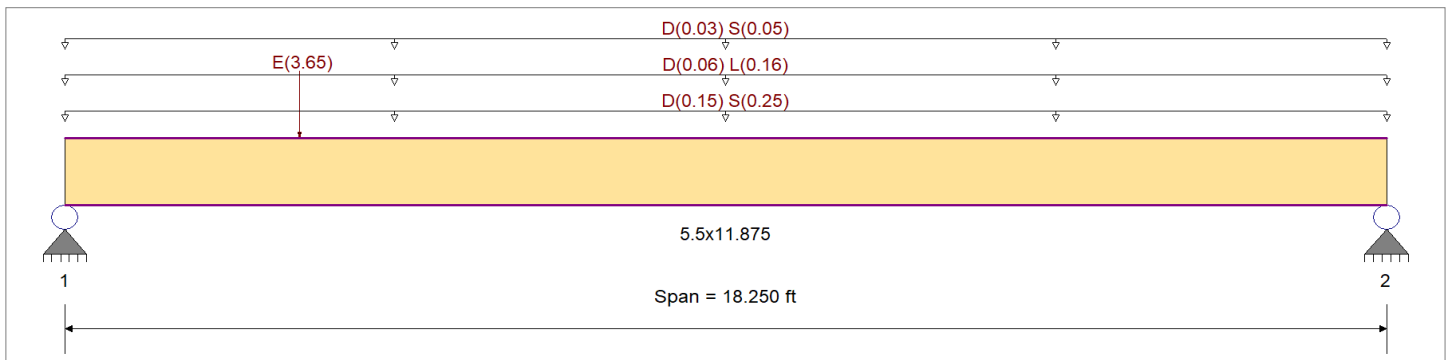 D(0.03) S(0.05)
E(3.65)
D(0.06) L(0.16)
D(0.15) S(0.25)
5.5x11.875
1
2
Span = 18.250 ft